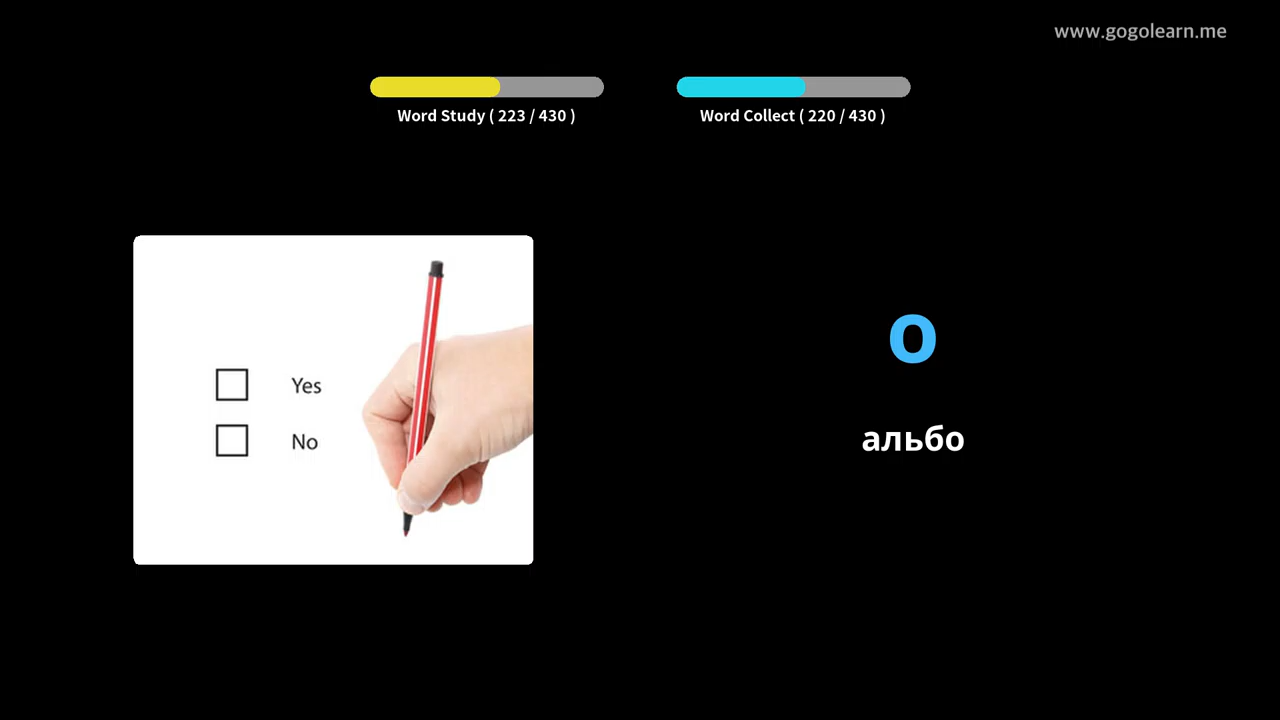 www.gogolearn.me
Word Study ( 223 / 430 )
Word Collect ( 220 / 430 )
Yes
No
o
альбо